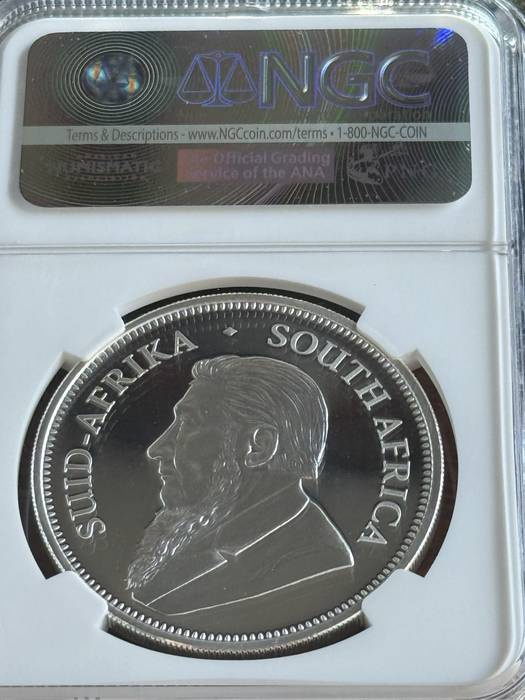 NGC
Terms & Descriptions - www.NGCcoin.com/terms • 1-800-NGC-COIN
NUMISMATIC
The Official Grading
Service of the ANA
SUID-AFRIKA SOUTH AFRICA